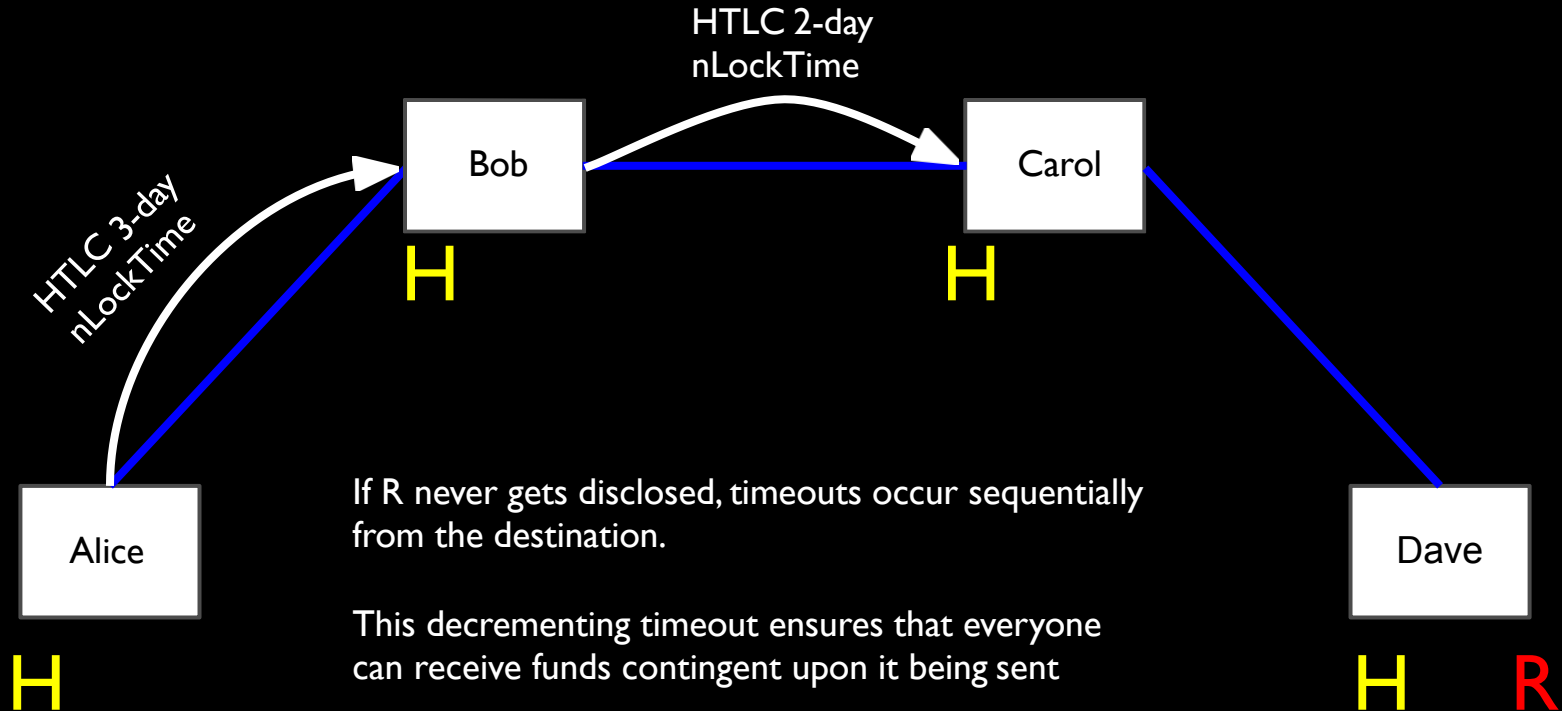 HTLC 2-day
nLockTime
HTLC 3-day
nLockTime
Bob
Carol
H
H
Alice
Dave
If R never gets disclosed, timeouts occur sequentially
from the destination.
This decrementing timeout ensures that everyone
can receive funds contingent upon it being sent
H
H R